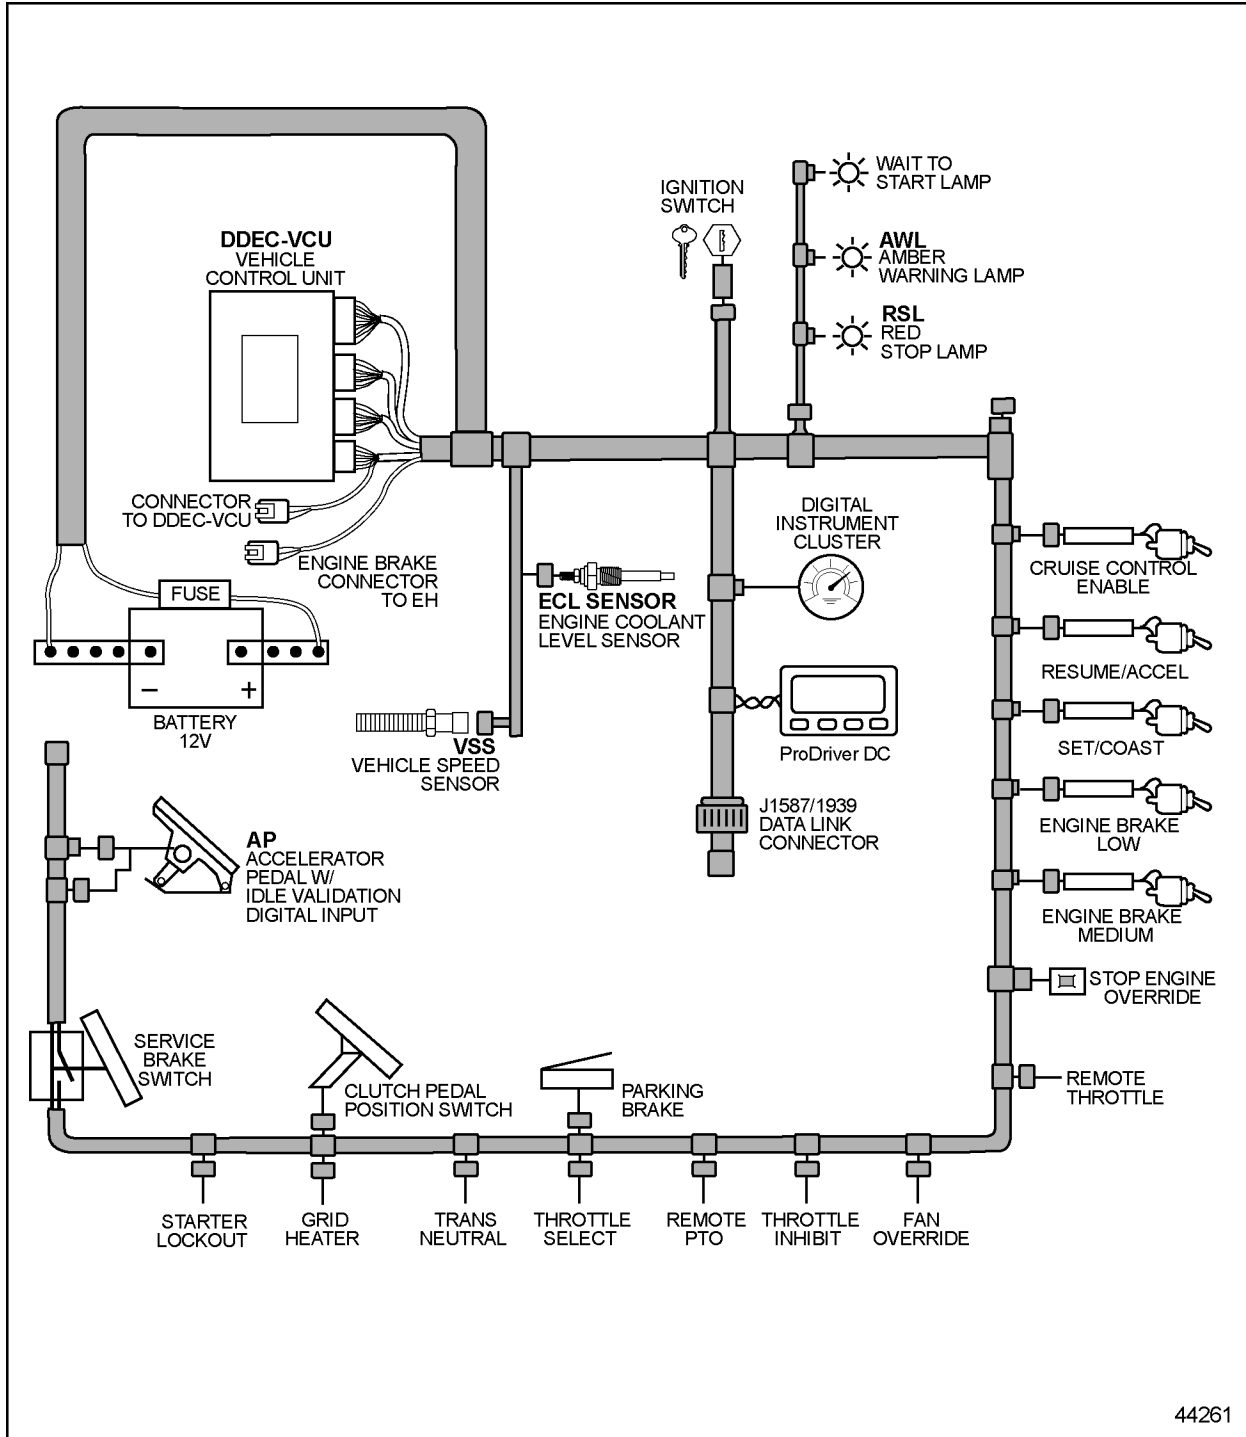 WAIT TO
START LAMP
IGNITION
SWITCH
DDEC-VCU
VEHICLE
CONTROL UNIT
AWL
AMBER
WARNING LAMP
RSL
RED
STOP LAMP
CONNECTOR
TO DDEC-VCU
ENGINE BRAKE
CONNECTOR
TO EH
DIGITAL
INSTRUMENT
CLUSTER
CRUISE CONTROL
ENABLE
FUSE
ECL SENSOR
ENGINE COOLANT
LEVEL SENSOR
RESUME/ACCEL
– +
BATTERY
12V
VSS
VEHICLE SPEED
SENSOR
ProDriver DC
SET/COAST
J1587/1939
DATA LINK
CONNECTOR
ENGINE BRAKE
LOW
AP
ACCELERATOR
PEDAL W/
IDLE VALIDATION
DIGITAL INPUT
ENGINE BRAKE
MEDIUM
STOP ENGINE
OVERRIDE
SERVICE
BRAKE
SWITCH
CLUTCH PEDAL
POSITION SWITCH
PARKING
BRAKE
REMOTE
THROTTLE
STARTER
LOCKOUT
GRID
HEATER
TRANS
NEUTRAL
THROTTLE
SELECT
REMOTE
PTO
THROTTLE
INHIBIT
FAN
OVERRIDE
44261